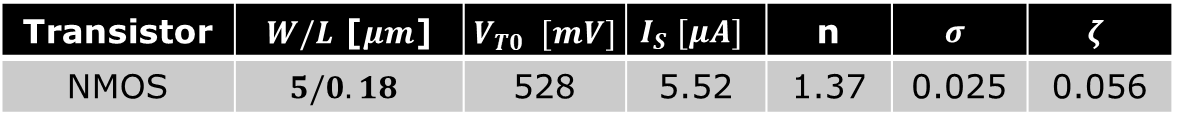 Transistor W/L [μm] V_T0 [mV] I_S [μA] n σ ζ
NMOS 5/0.18 528 5.52 1.37 0.025 0.056